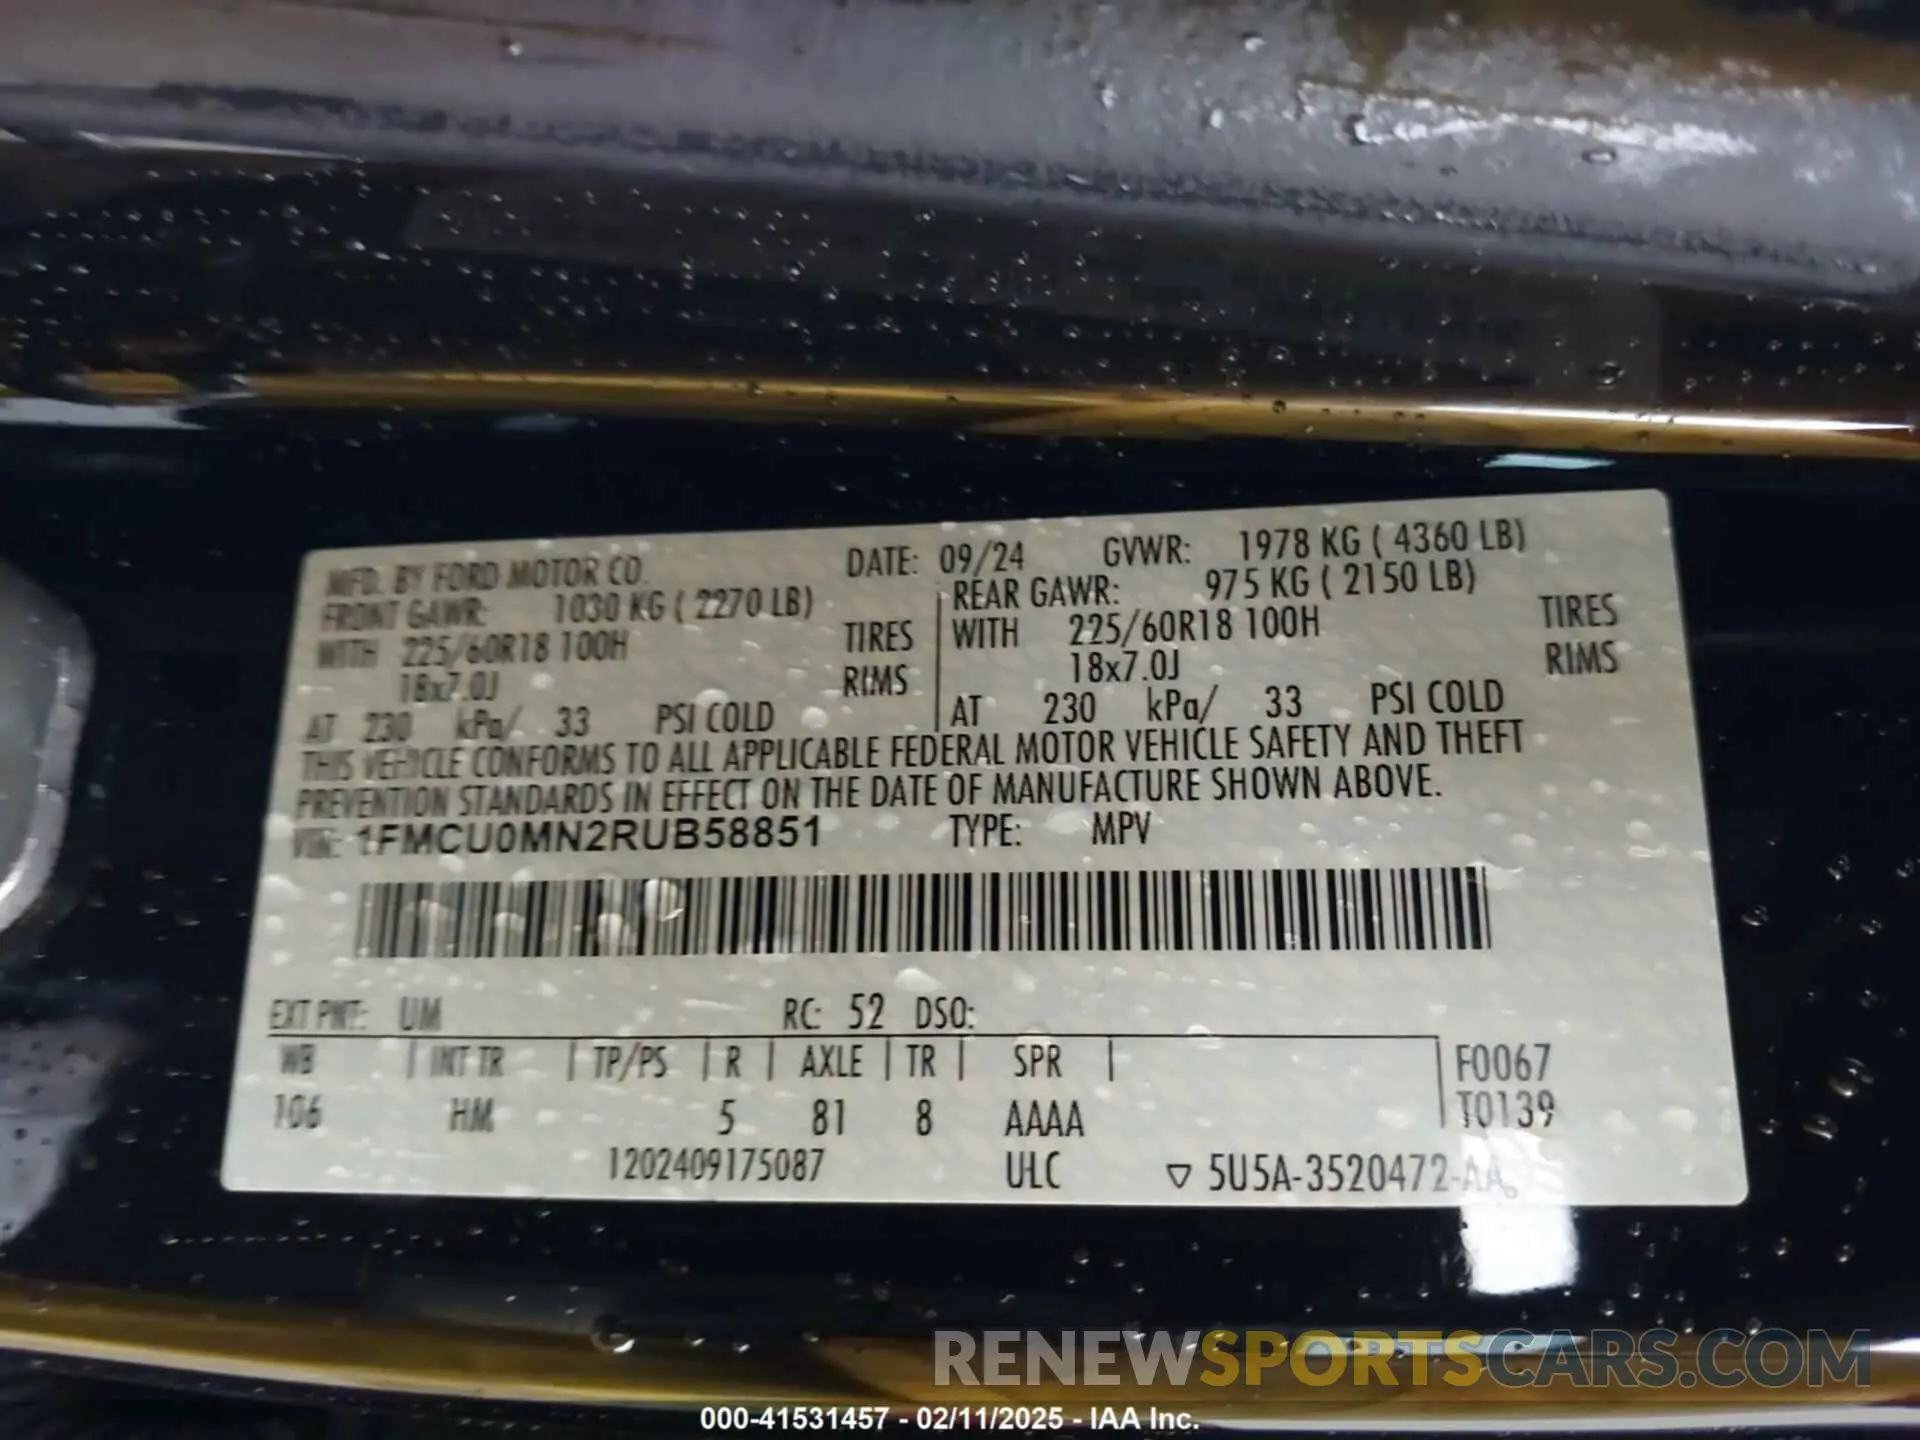 MFD. BY FORD MOTOR CO. DATE: 09/24 GVWR: 1978 KG ( 4360 LB)
FRONT GAWR: 1030 KG ( 2270 LB) REAR GAWR: 975 KG ( 2150 LB)
WITH 225/60R18 100H TIRES WITH 225/60R18 100H TIRES
18x7.0J RIMS 18x7.0J RIMS
AT 230 kPa/ 33 PSI COLD AT 230 kPa/ 33 PSI COLD
THIS VEHICLE CONFORMS TO ALL APPLICABLE FEDERAL MOTOR VEHICLE SAFETY AND THEFT
PREVENTION STANDARDS IN EFFECT ON THE DATE OF MANUFACTURE SHOWN ABOVE.
VIN: 1FMCU0MN2RUB58851 TYPE: MPV
EXT PNT: UM RC: 52 DSO:
WB INT TR TP/PS R AXLE TR SPR F0067
106 HM 5 81 8 AAAA T0139
1202409175087 ULC ▽ 5U5A-3520472-AA
RENEWSPORTSCARS.COM
000-41531457 - 02/11/2025 - IAA Inc.